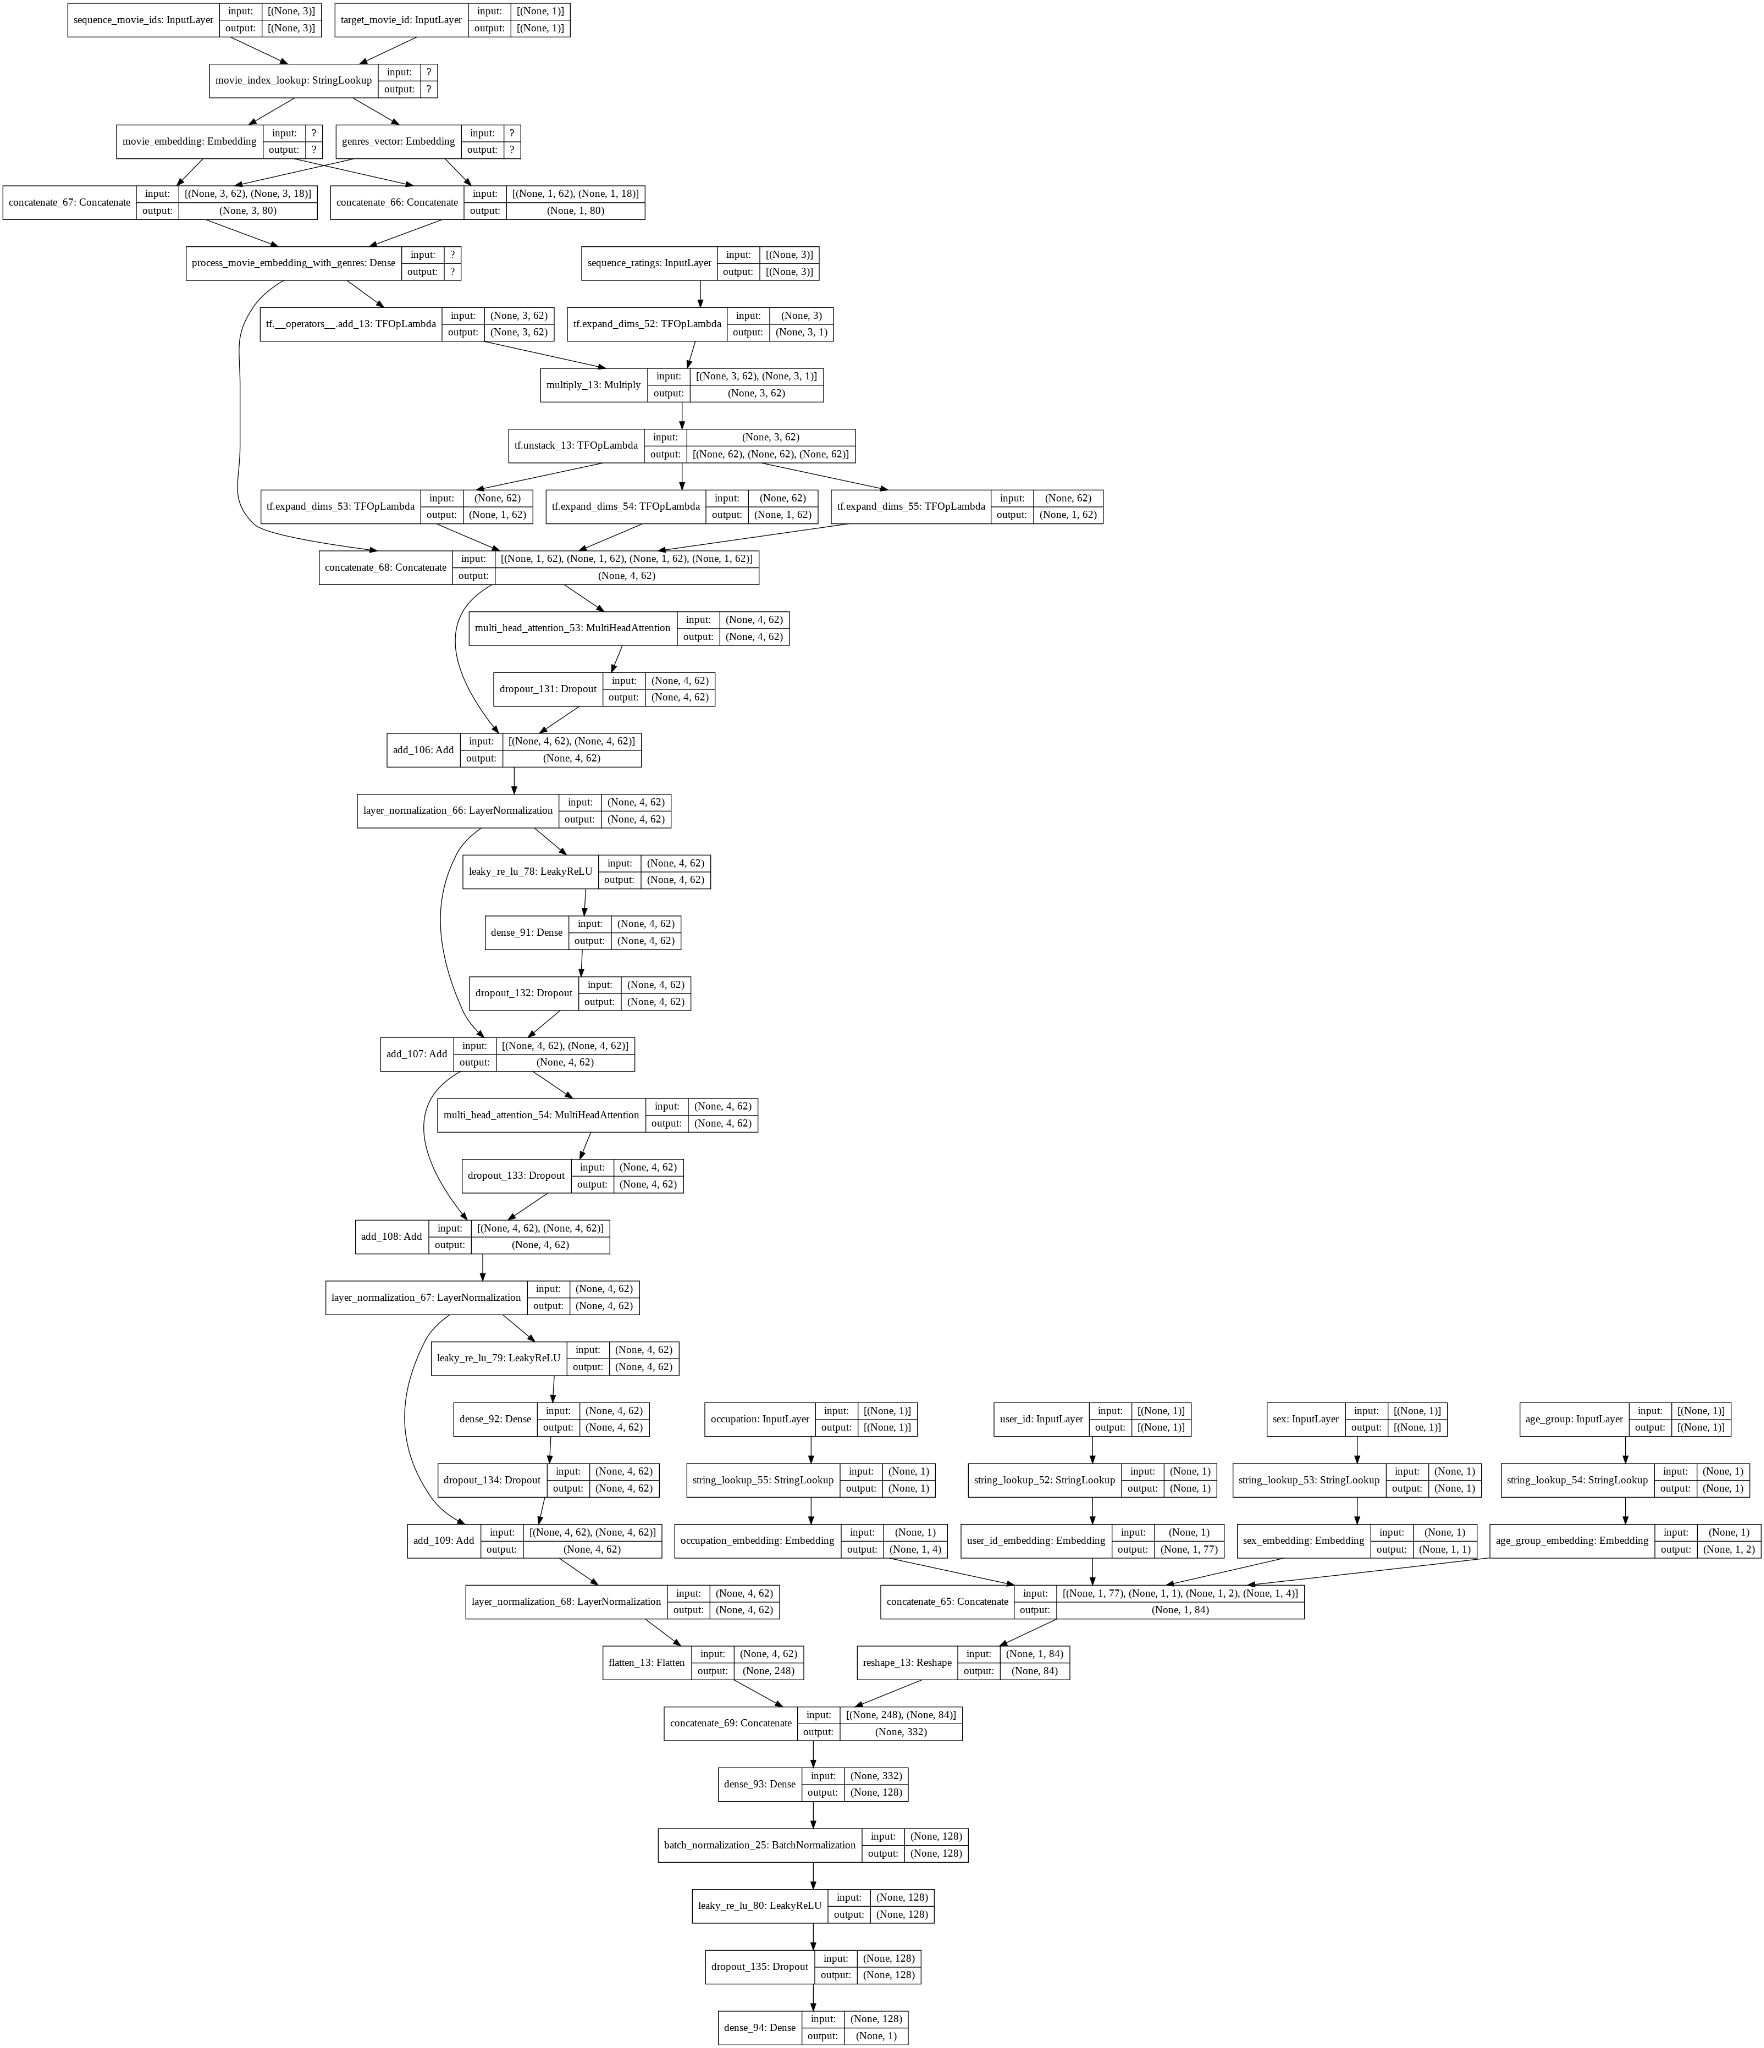 sequence_movie_ids: InputLayer input: [(None, 3)] output: [(None, 3)]
target_movie_id: InputLayer input: [(None, 1)] output: [(None, 1)]
movie_index_lookup: StringLookup input: ? output: ?
movie_embedding: Embedding input: ? output: ?
genres_vector: Embedding input: ? output: ?
concatenate_67: Concatenate input: [(None, 3, 62), (None, 3, 18)] output: (None, 3, 80)
concatenate_66: Concatenate input: [(None, 1, 62), (None, 1, 18)] output: (None, 1, 80)
process_movie_embedding_with_genres: Dense input: ? output: ?
sequence_ratings: InputLayer input: [(None, 3)] output: [(None, 3)]
tf.__operators__.add_13: TFOpLambda input: (None, 3, 62) output: (None, 3, 62)
tf.expand_dims_52: TFOpLambda input: (None, 3) output: (None, 3, 1)
multiply_13: Multiply input: [(None, 3, 62), (None, 3, 1)] output: (None, 3, 62)
tf.unstack_13: TFOpLambda input: (None, 3, 62) output: [(None, 62), (None, 62), (None, 62)]
tf.expand_dims_53: TFOpLambda input: (None, 62) output: (None, 1, 62)
tf.expand_dims_54: TFOpLambda input: (None, 62) output: (None, 1, 62)
tf.expand_dims_55: TFOpLambda input: (None, 62) output: (None, 1, 62)
concatenate_68: Concatenate input: [(None, 1, 62), (None, 1, 62), (None, 1, 62), (None, 1, 62)] output: (None, 4, 62)
multi_head_attention_53: MultiHeadAttention input: (None, 4, 62) output: (None, 4, 62)
dropout_131: Dropout input: (None, 4, 62) output: (None, 4, 62)
add_106: Add input: [(None, 4, 62), (None, 4, 62)] output: (None, 4, 62)
layer_normalization_66: LayerNormalization input: (None, 4, 62) output: (None, 4, 62)
leaky_re_lu_78: LeakyReLU input: (None, 4, 62) output: (None, 4, 62)
dense_91: Dense input: (None, 4, 62) output: (None, 4, 62)
dropout_132: Dropout input: (None, 4, 62) output: (None, 4, 62)
add_107: Add input: [(None, 4, 62), (None, 4, 62)] output: (None, 4, 62)
multi_head_attention_54: MultiHeadAttention input: (None, 4, 62) output: (None, 4, 62)
dropout_133: Dropout input: (None, 4, 62) output: (None, 4, 62)
add_108: Add input: [(None, 4, 62), (None, 4, 62)] output: (None, 4, 62)
layer_normalization_67: LayerNormalization input: (None, 4, 62) output: (None, 4, 62)
leaky_re_lu_79: LeakyReLU input: (None, 4, 62) output: (None, 4, 62)
dense_92: Dense input: (None, 4, 62) output: (None, 4, 62)
occupation: InputLayer input: [(None, 1)] output: [(None, 1)]
user_id: InputLayer input: [(None, 1)] output: [(None, 1)]
sex: InputLayer input: [(None, 1)] output: [(None, 1)]
age_group: InputLayer input: [(None, 1)] output: [(None, 1)]
dropout_134: Dropout input: (None, 4, 62) output: (None, 4, 62)
string_lookup_55: StringLookup input: (None, 1) output: (None, 1)
string_lookup_52: StringLookup input: (None, 1) output: (None, 1)
string_lookup_53: StringLookup input: (None, 1) output: (None, 1)
string_lookup_54: StringLookup input: (None, 1) output: (None, 1)
add_109: Add input: [(None, 4, 62), (None, 4, 62)] output: (None, 4, 62)
occupation_embedding: Embedding input: (None, 1) output: (None, 1, 4)
user_id_embedding: Embedding input: (None, 1) output: (None, 1, 77)
sex_embedding: Embedding input: (None, 1) output: (None, 1, 1)
age_group_embedding: Embedding input: (None, 1) output: (None, 1, 2)
layer_normalization_68: LayerNormalization input: (None, 4, 62) output: (None, 4, 62)
concatenate_65: Concatenate input: [(None, 1, 77), (None, 1, 1), (None, 1, 2), (None, 1, 4)] output: (None, 1, 84)
flatten_13: Flatten input: (None, 4, 62) output: (None, 248)
reshape_13: Reshape input: (None, 1, 84) output: (None, 84)
concatenate_69: Concatenate input: [(None, 248), (None, 84)] output: (None, 332)
dense_93: Dense input: (None, 332) output: (None, 128)
batch_normalization_25: BatchNormalization input: (None, 128) output: (None, 128)
leaky_re_lu_80: LeakyReLU input: (None, 128) output: (None, 128)
dropout_135: Dropout input: (None, 128) output: (None, 128)
dense_94: Dense input: (None, 128) output: (None, 1)